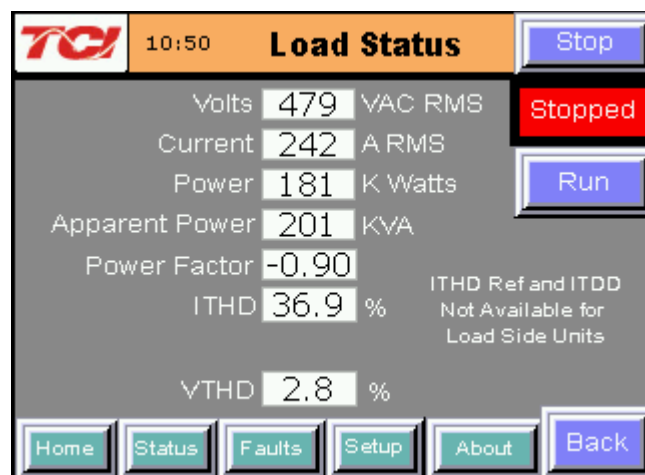 TCI 10:50 Load Status Stop
Volts 479 VAC RMS Stopped
Current 242 A RMS
Power 181 K Watts Run
Apparent Power 201 KVA
Power Factor -0.90
ITHD 36.9 %
ITHD Ref and ITDD
Not Available for
Load Side Units
VTHD 2.8 %
Home Status Faults Setup About Back